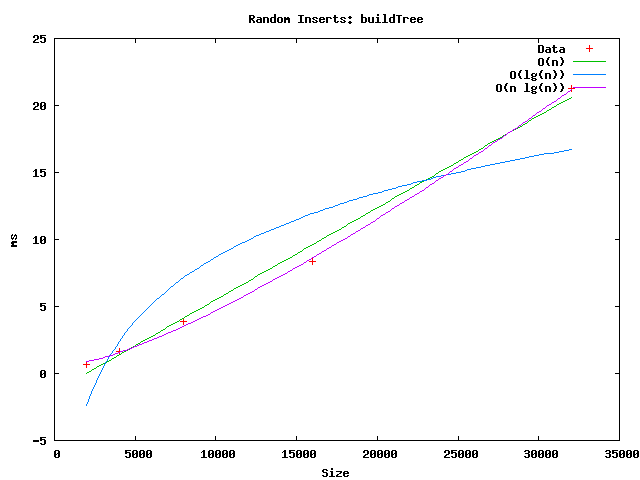 Random Inserts: buildTree
25
20
15
10
5
0
-5
ms
Data
O(n)
O(lg(n))
O(n lg(n))
0 5000 10000 15000 20000 25000 30000 35000
Size